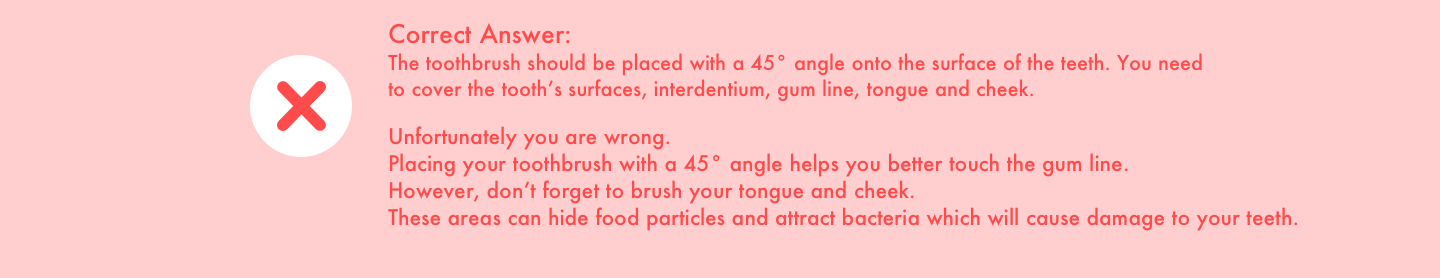 Correct Answer:
The toothbrush should be placed with a 45° angle onto the surface of the teeth. You need
to cover the tooth’s surfaces, interdentium, gum line, tongue and cheek.
Unfortunately you are wrong.
Placing your toothbrush with a 45° angle helps you better touch the gum line.
However, don’t forget to brush your tongue and cheek.
These areas can hide food particles and attract bacteria which will cause damage to your teeth.